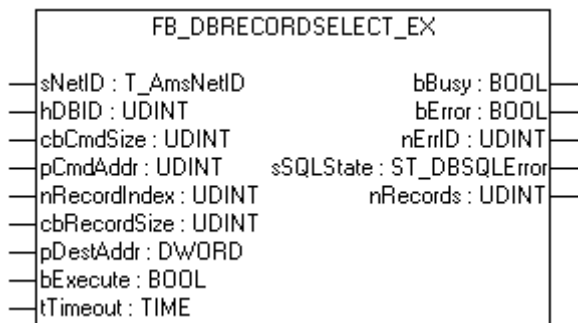 FB_DBRECORDSELECT_EX
sNetID : T_AmsNetID bBusy : BOOL
hDBID : UDINT bError : BOOL
cbCmdSize : UDINT nErrID : UDINT
pCmdAddr : UDINT sSQLState : ST_DBSQLError
nRecordIndex : UDINT nRecords : UDINT
cbRecordSize : UDINT
pDestAddr : DWORD
bExecute : BOOL
tTimeout : TIME